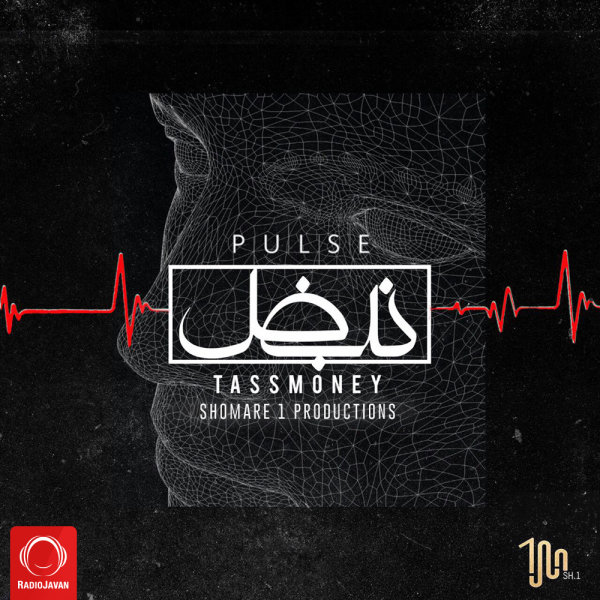 PULSE
نبض
TASSMONEY
SHOMARE 1 PRODUCTIONS
RADIOJAVAN
SH.1